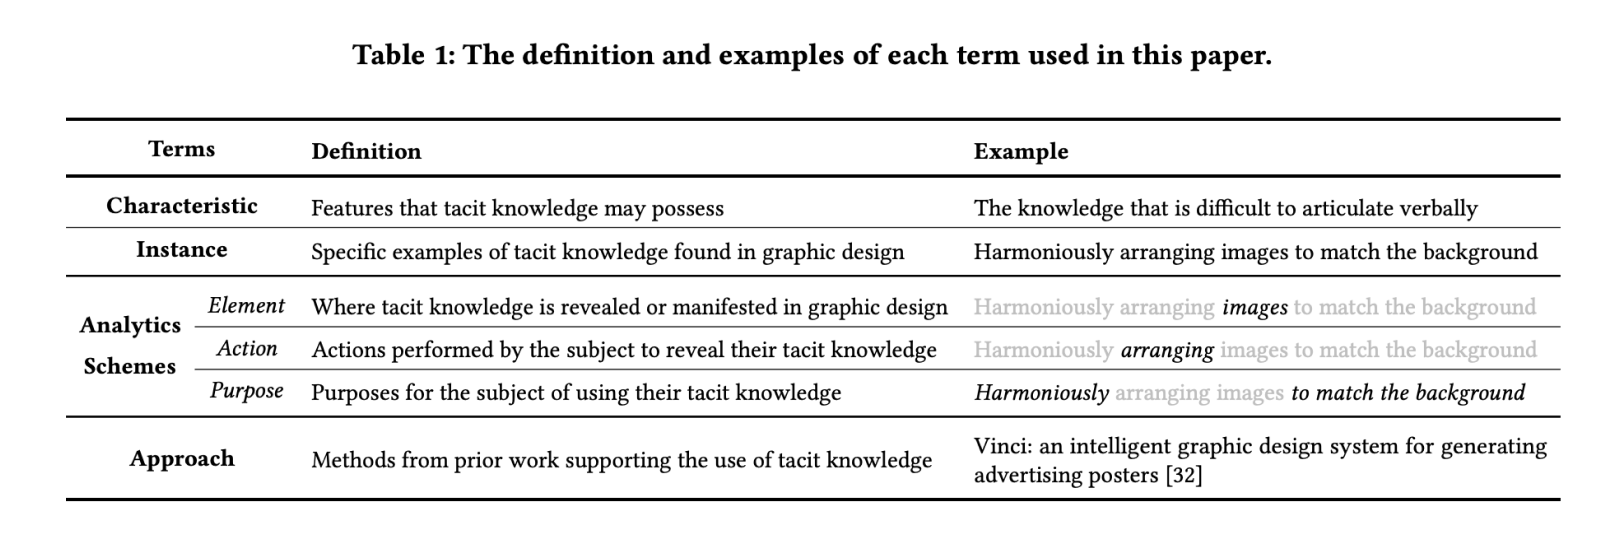 Table 1: The definition and examples of each term used in this paper.
Terms Definition Example
Characteristic Features that tacit knowledge may possess The knowledge that is difficult to articulate verbally
Instance Specific examples of tacit knowledge found in graphic design Harmoniously arranging images to match the background
Analytics Schemes
Element Where tacit knowledge is revealed or manifested in graphic design Harmoniously arranging images to match the background
Action Actions performed by the subject to reveal their tacit knowledge Harmoniously arranging images to match the background
Purpose Purposes for the subject of using their tacit knowledge Harmoniously arranging images to match the background
Approach Methods from prior work supporting the use of tacit knowledge Vinci: an intelligent graphic design system for generating
advertising posters [32]